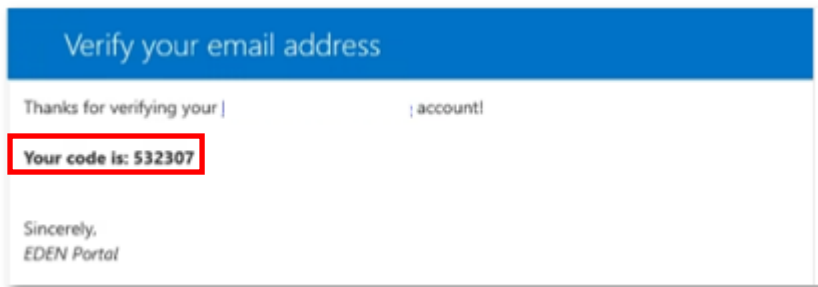 Verify your email address
Thanks for verifying your account!
Your code is: 532307
Sincerely,
EDEN Portal